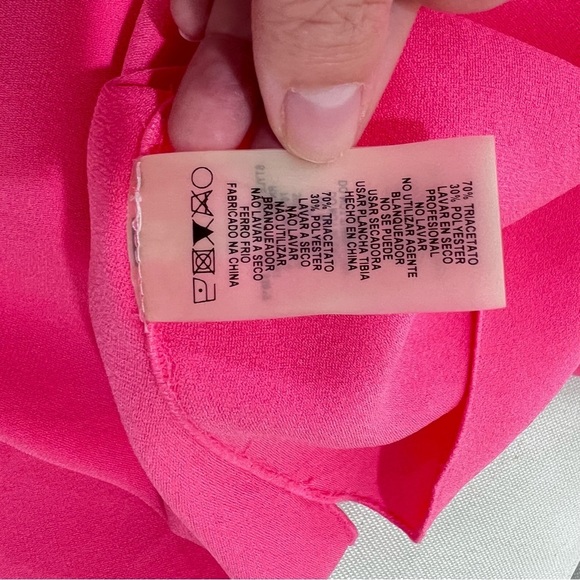 70% TRIACETATO
30% POLYESTER
LAVAR EN SECO
PROFESIONAL
NO LAVAR
NO UTILIZAR AGENTE
BLANQUEADOR
NO SE PUEDE
USAR SECADORA
USAR PLANCHA TIBIA
HECHO EN CHINA
70% TRIACETATO
30% POLYESTER
LAVAR A SECO
NÃO LAVAR
NÃO UTILIZAR
BRANQUEADOR
NÃO LAVAR A SECO
FERRO FRIO
FABRICADO NA CHINA